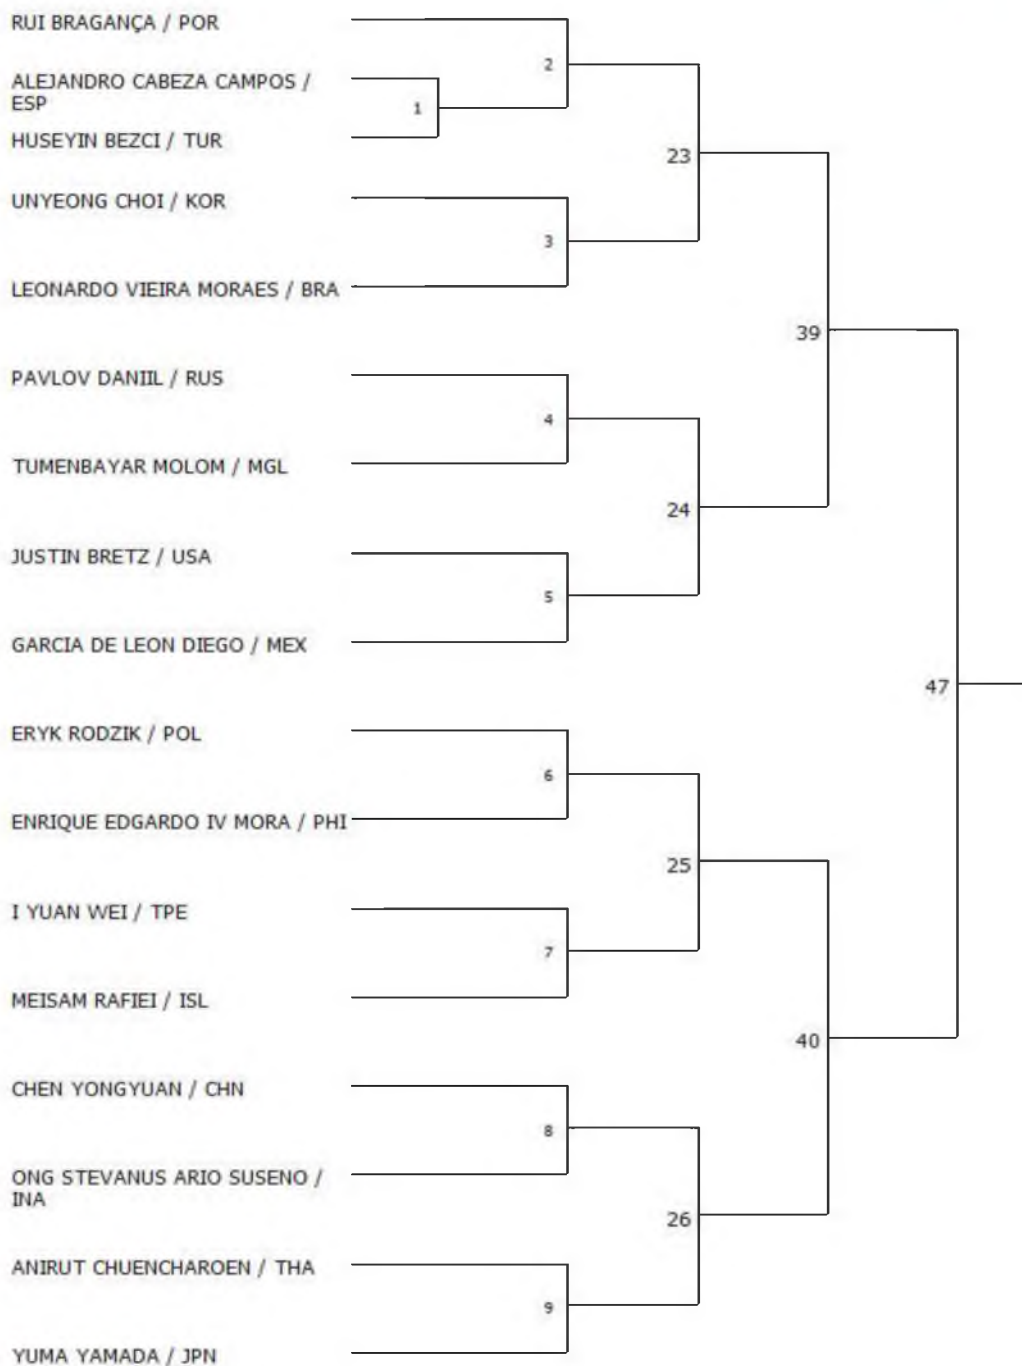 RUI BRAGANÇA / POR
2
ALEJANDRO CABEZA CAMPOS /
ESP
1
HUSEYIN BEZCI / TUR
23
UNYEONG CHOI / KOR
3
LEONARDO VIEIRA MORAES / BRA
39
PAVLOV DANIIL / RUS
4
TUMENBAYAR MOLOM / MGL
24
JUSTIN BRETZ / USA
5
GARCIA DE LEON DIEGO / MEX
47
ERYK RODZIK / POL
6
ENRIQUE EDGARDO IV MORA / PHI
25
I YUAN WEI / TPE
7
MEISAM RAFIEI / ISL
40
CHEN YONGYUAN / CHN
8
ONG STEVANUS ARIO SUSENO /
INA
26
ANIRUT CHUENCHAROEN / THA
9
YUMA YAMADA / JPN